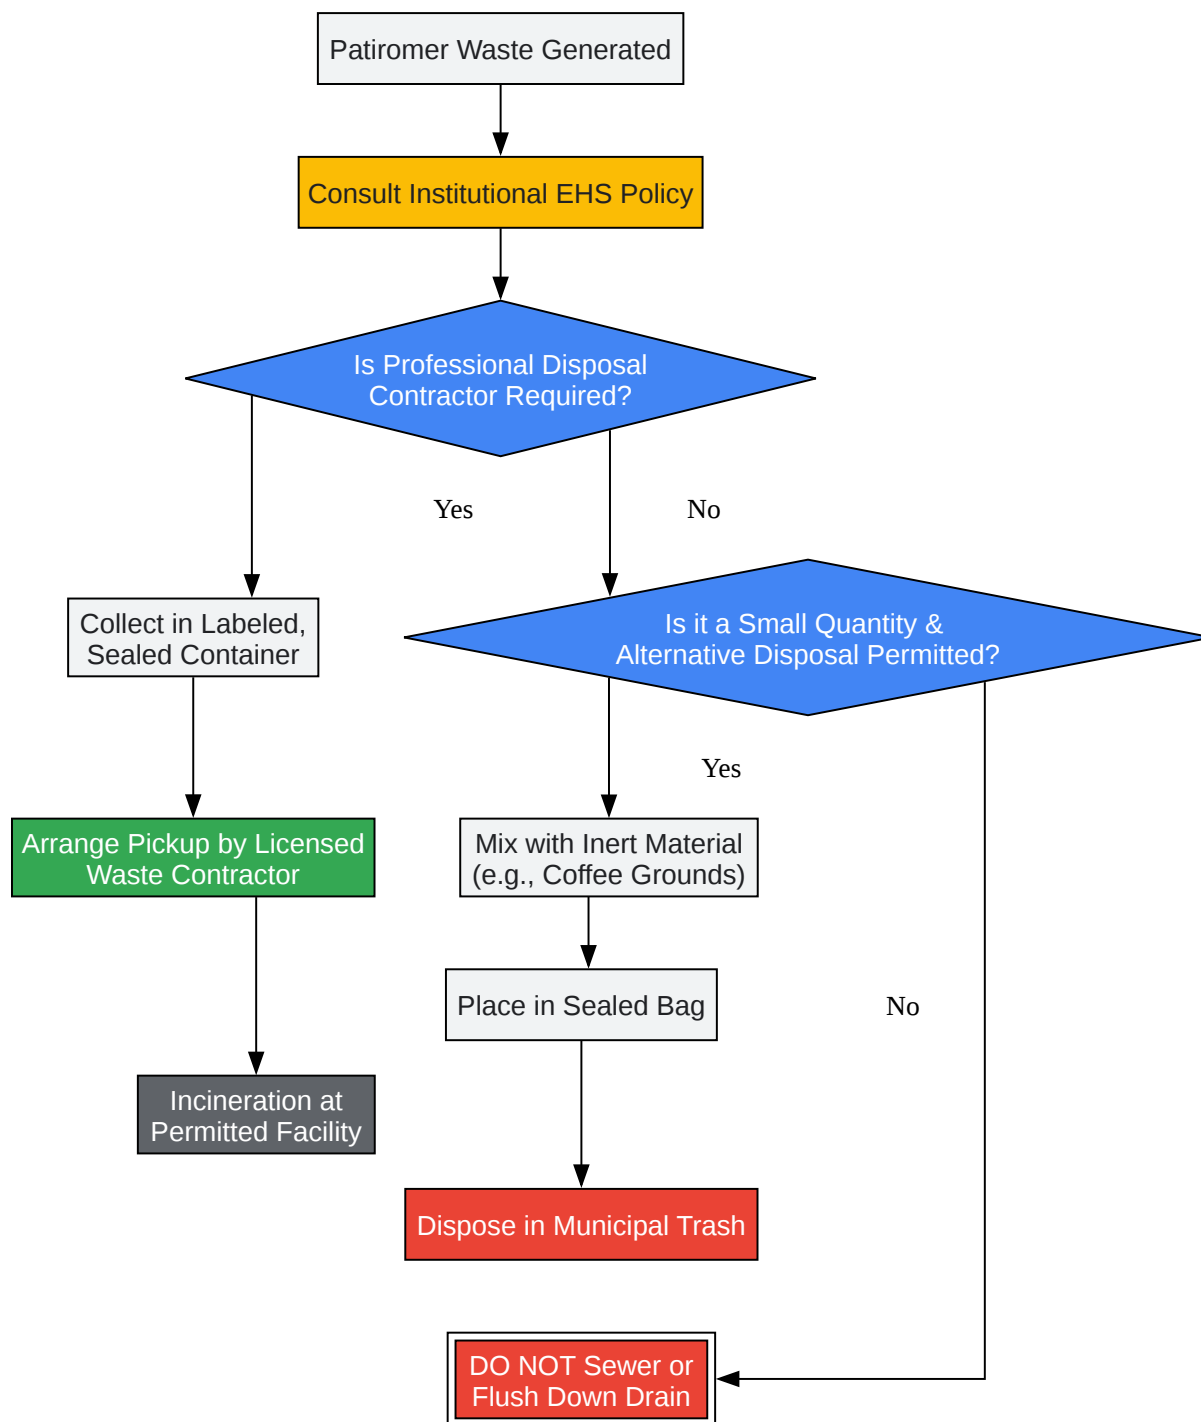 Patiromer Waste Generated
Consult Institutional EHS Policy
Is Professional Disposal
Contractor Required?
Yes
No
Collect in Labeled,
Sealed Container
Is it a Small Quantity &
Alternative Disposal Permitted?
Yes
Arrange Pickup by Licensed
Waste Contractor
Mix with Inert Material
(e.g., Coffee Grounds)
Place in Sealed Bag
No
Incineration at
Permitted Facility
Dispose in Municipal Trash
DO NOT Sewer or
Flush Down Drain